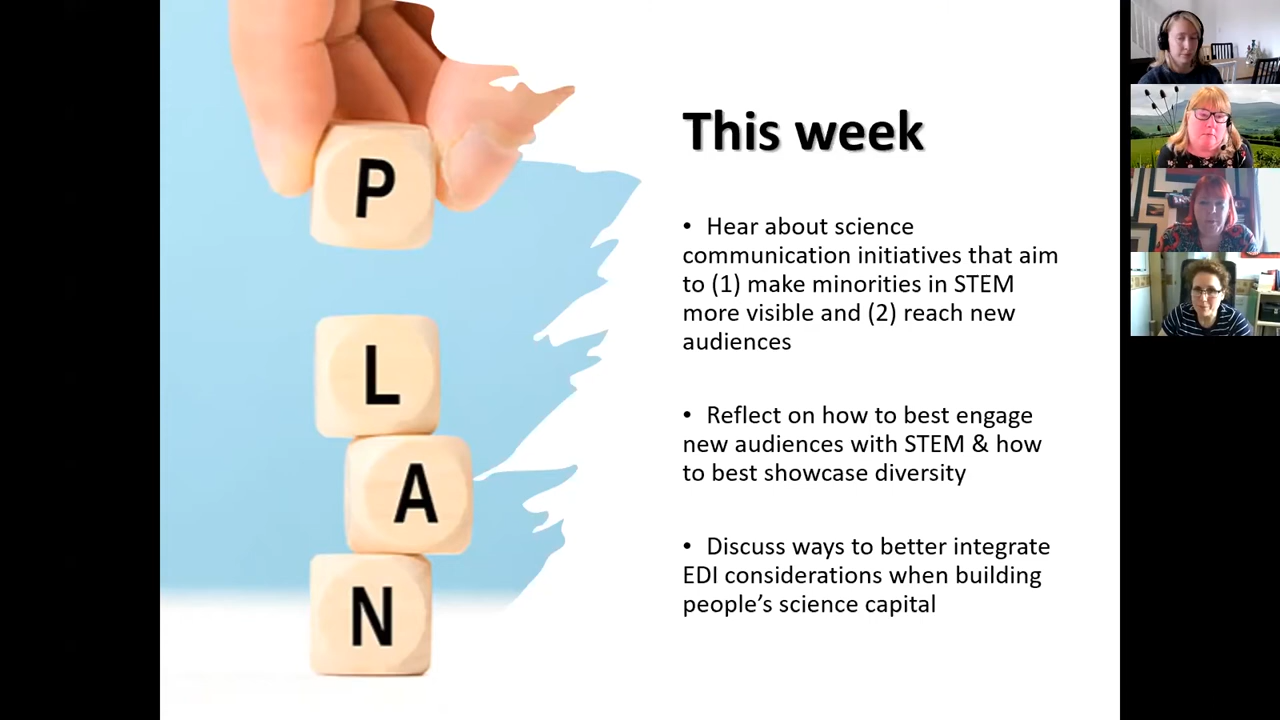 P
L
A
N
This week
• Hear about science
communication initiatives that aim
to (1) make minorities in STEM
more visible and (2) reach new
audiences
• Reflect on how to best engage
new audiences with STEM & how
to best showcase diversity
• Discuss ways to better integrate
EDI considerations when building
people’s science capital